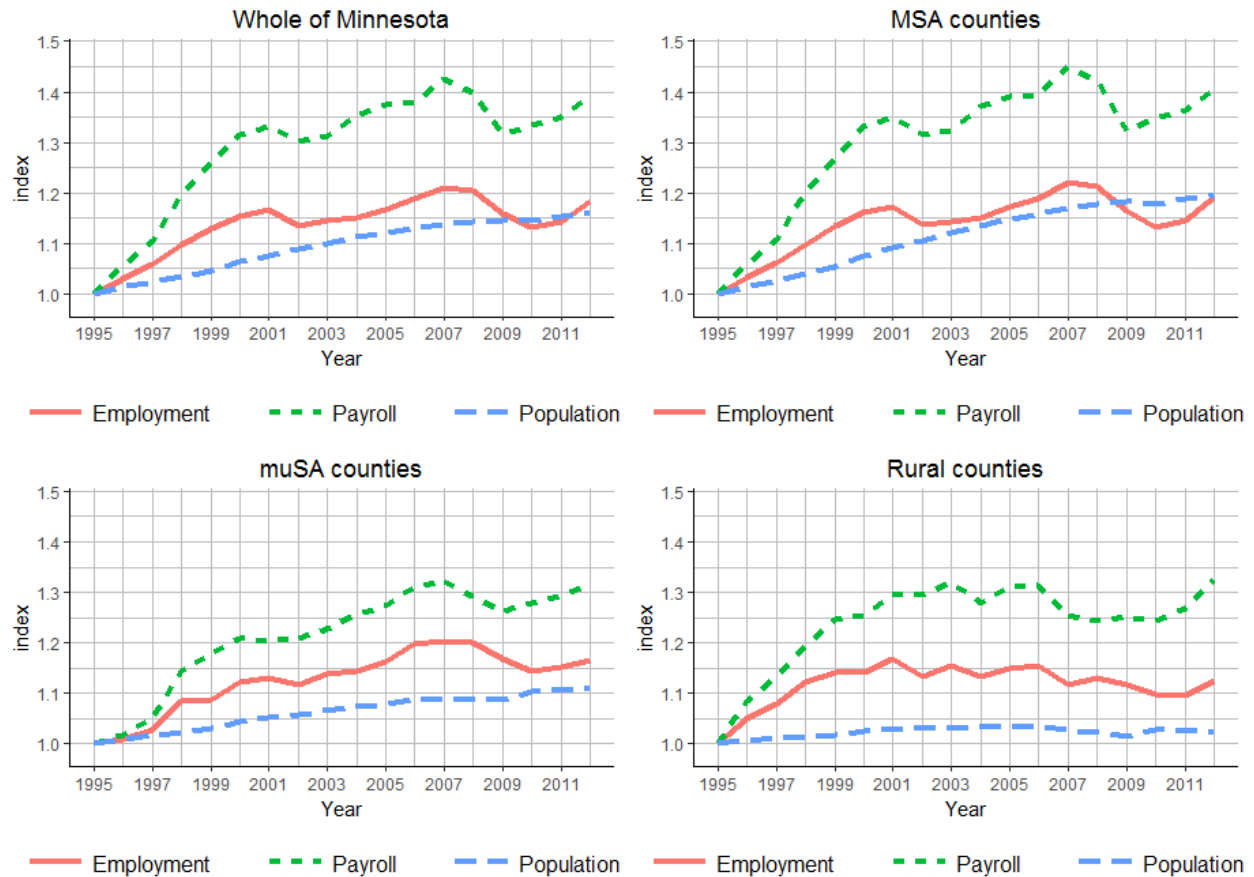 Whole of Minnesota
1.5
1.4
1.3
1.2
1.1
1.0
index
1995 1997 1999 2001 2003 2005 2007 2009 2011
Year
Employment Payroll Population
MSA counties
1.5
1.4
1.3
1.2
1.1
1.0
index
1995 1997 1999 2001 2003 2005 2007 2009 2011
Year
Employment Payroll Population
muSA counties
1.5
1.4
1.3
1.2
1.1
1.0
index
1995 1997 1999 2001 2003 2005 2007 2009 2011
Year
Employment Payroll Population
Rural counties
1.5
1.4
1.3
1.2
1.1
1.0
index
1995 1997 1999 2001 2003 2005 2007 2009 2011
Year
Employment Payroll Population